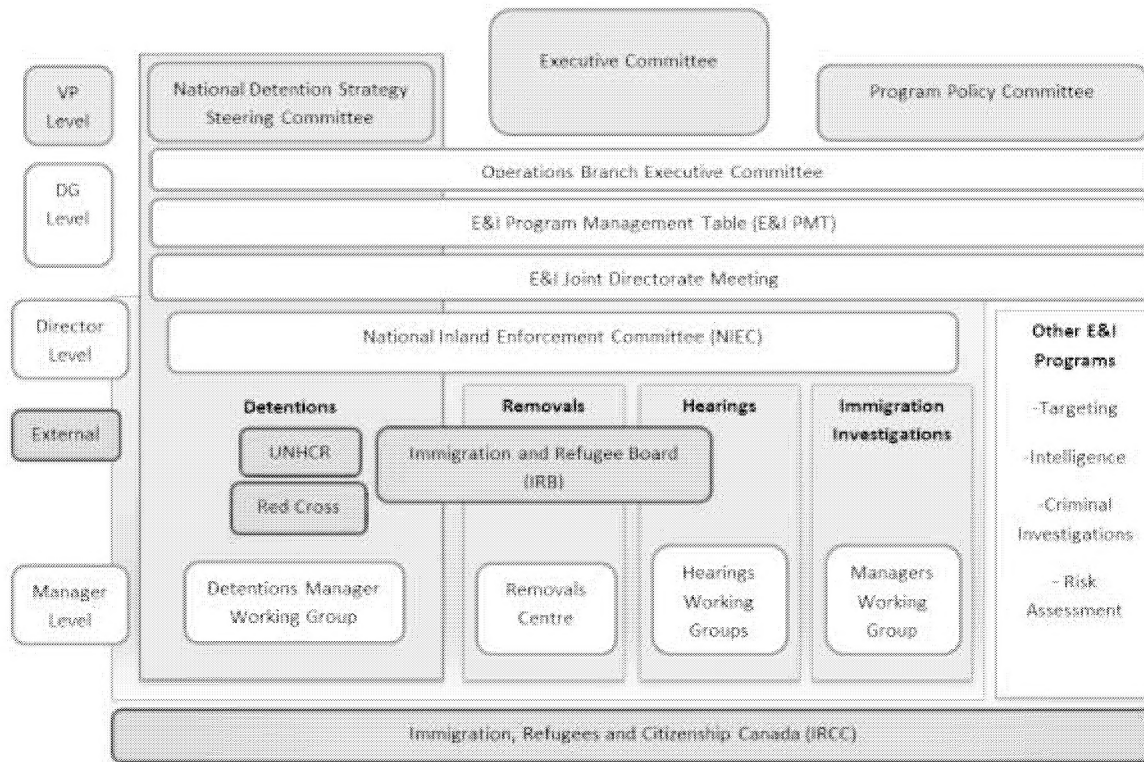 Executive Committee
VP
Level
National Detention Strategy
Steering Committee
Program Policy Committee
DG
Level
Operations Branch Executive Committee
E&I Program Management Table (E&I PMT)
E&I Joint Directorate Meeting
Director
Level
National Inland Enforcement Committee (NIEC)
Other E&I
Programs
-Targeting
-Intelligence
-Criminal
Investigations
- Risk
Assessment
External
Detentions
UNHCR
Red Cross
Removals
Hearings
Immigration
Investigations
Immigration and Refugee Board
(IRB)
Manager
Level
Detentions Manager
Working Group
Removals
Centre
Hearings
Working
Groups
Managers
Working
Group
Immigration, Refugees and Citizenship Canada (IRCC)